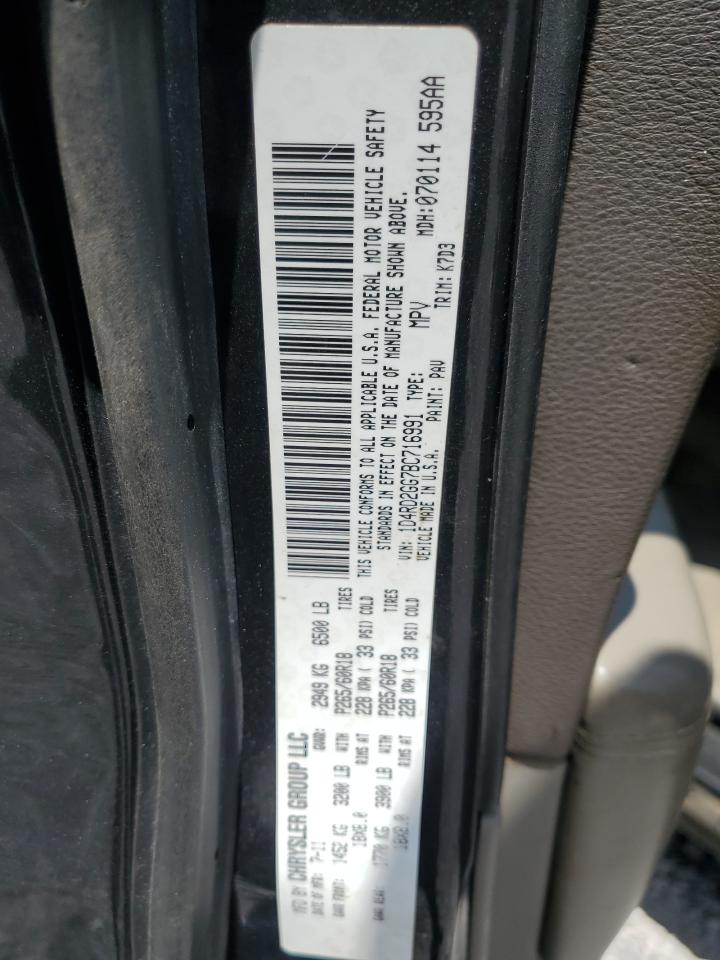 MFD BY CHRYSLER GROUP LLC
DATE OF MFR: 7-11 GVWR: 2949 KG 6500 LB
GAWR FRONT: 1452 KG 3200 LB WITH P265/60R18 TIRES
18X8.0 RIMS AT 228 KPA ( 33 PSI) COLD
GAWR REAR: 1770 KG 3900 LB WITH P265/60R18 TIRES
18X8.0 RIMS AT 228 KPA ( 33 PSI) COLD
THIS VEHICLE CONFORMS TO ALL APPLICABLE U.S.A. FEDERAL MOTOR VEHICLE SAFETY
STANDARDS IN EFFECT ON THE DATE OF MANUFACTURE SHOWN ABOVE.
VIN: 1D4RD2GG7BC716991 TYPE: MPV MDH:070114 595AA
VEHICLE MADE IN U.S.A. PAINT: PAV TRIM: K7D3